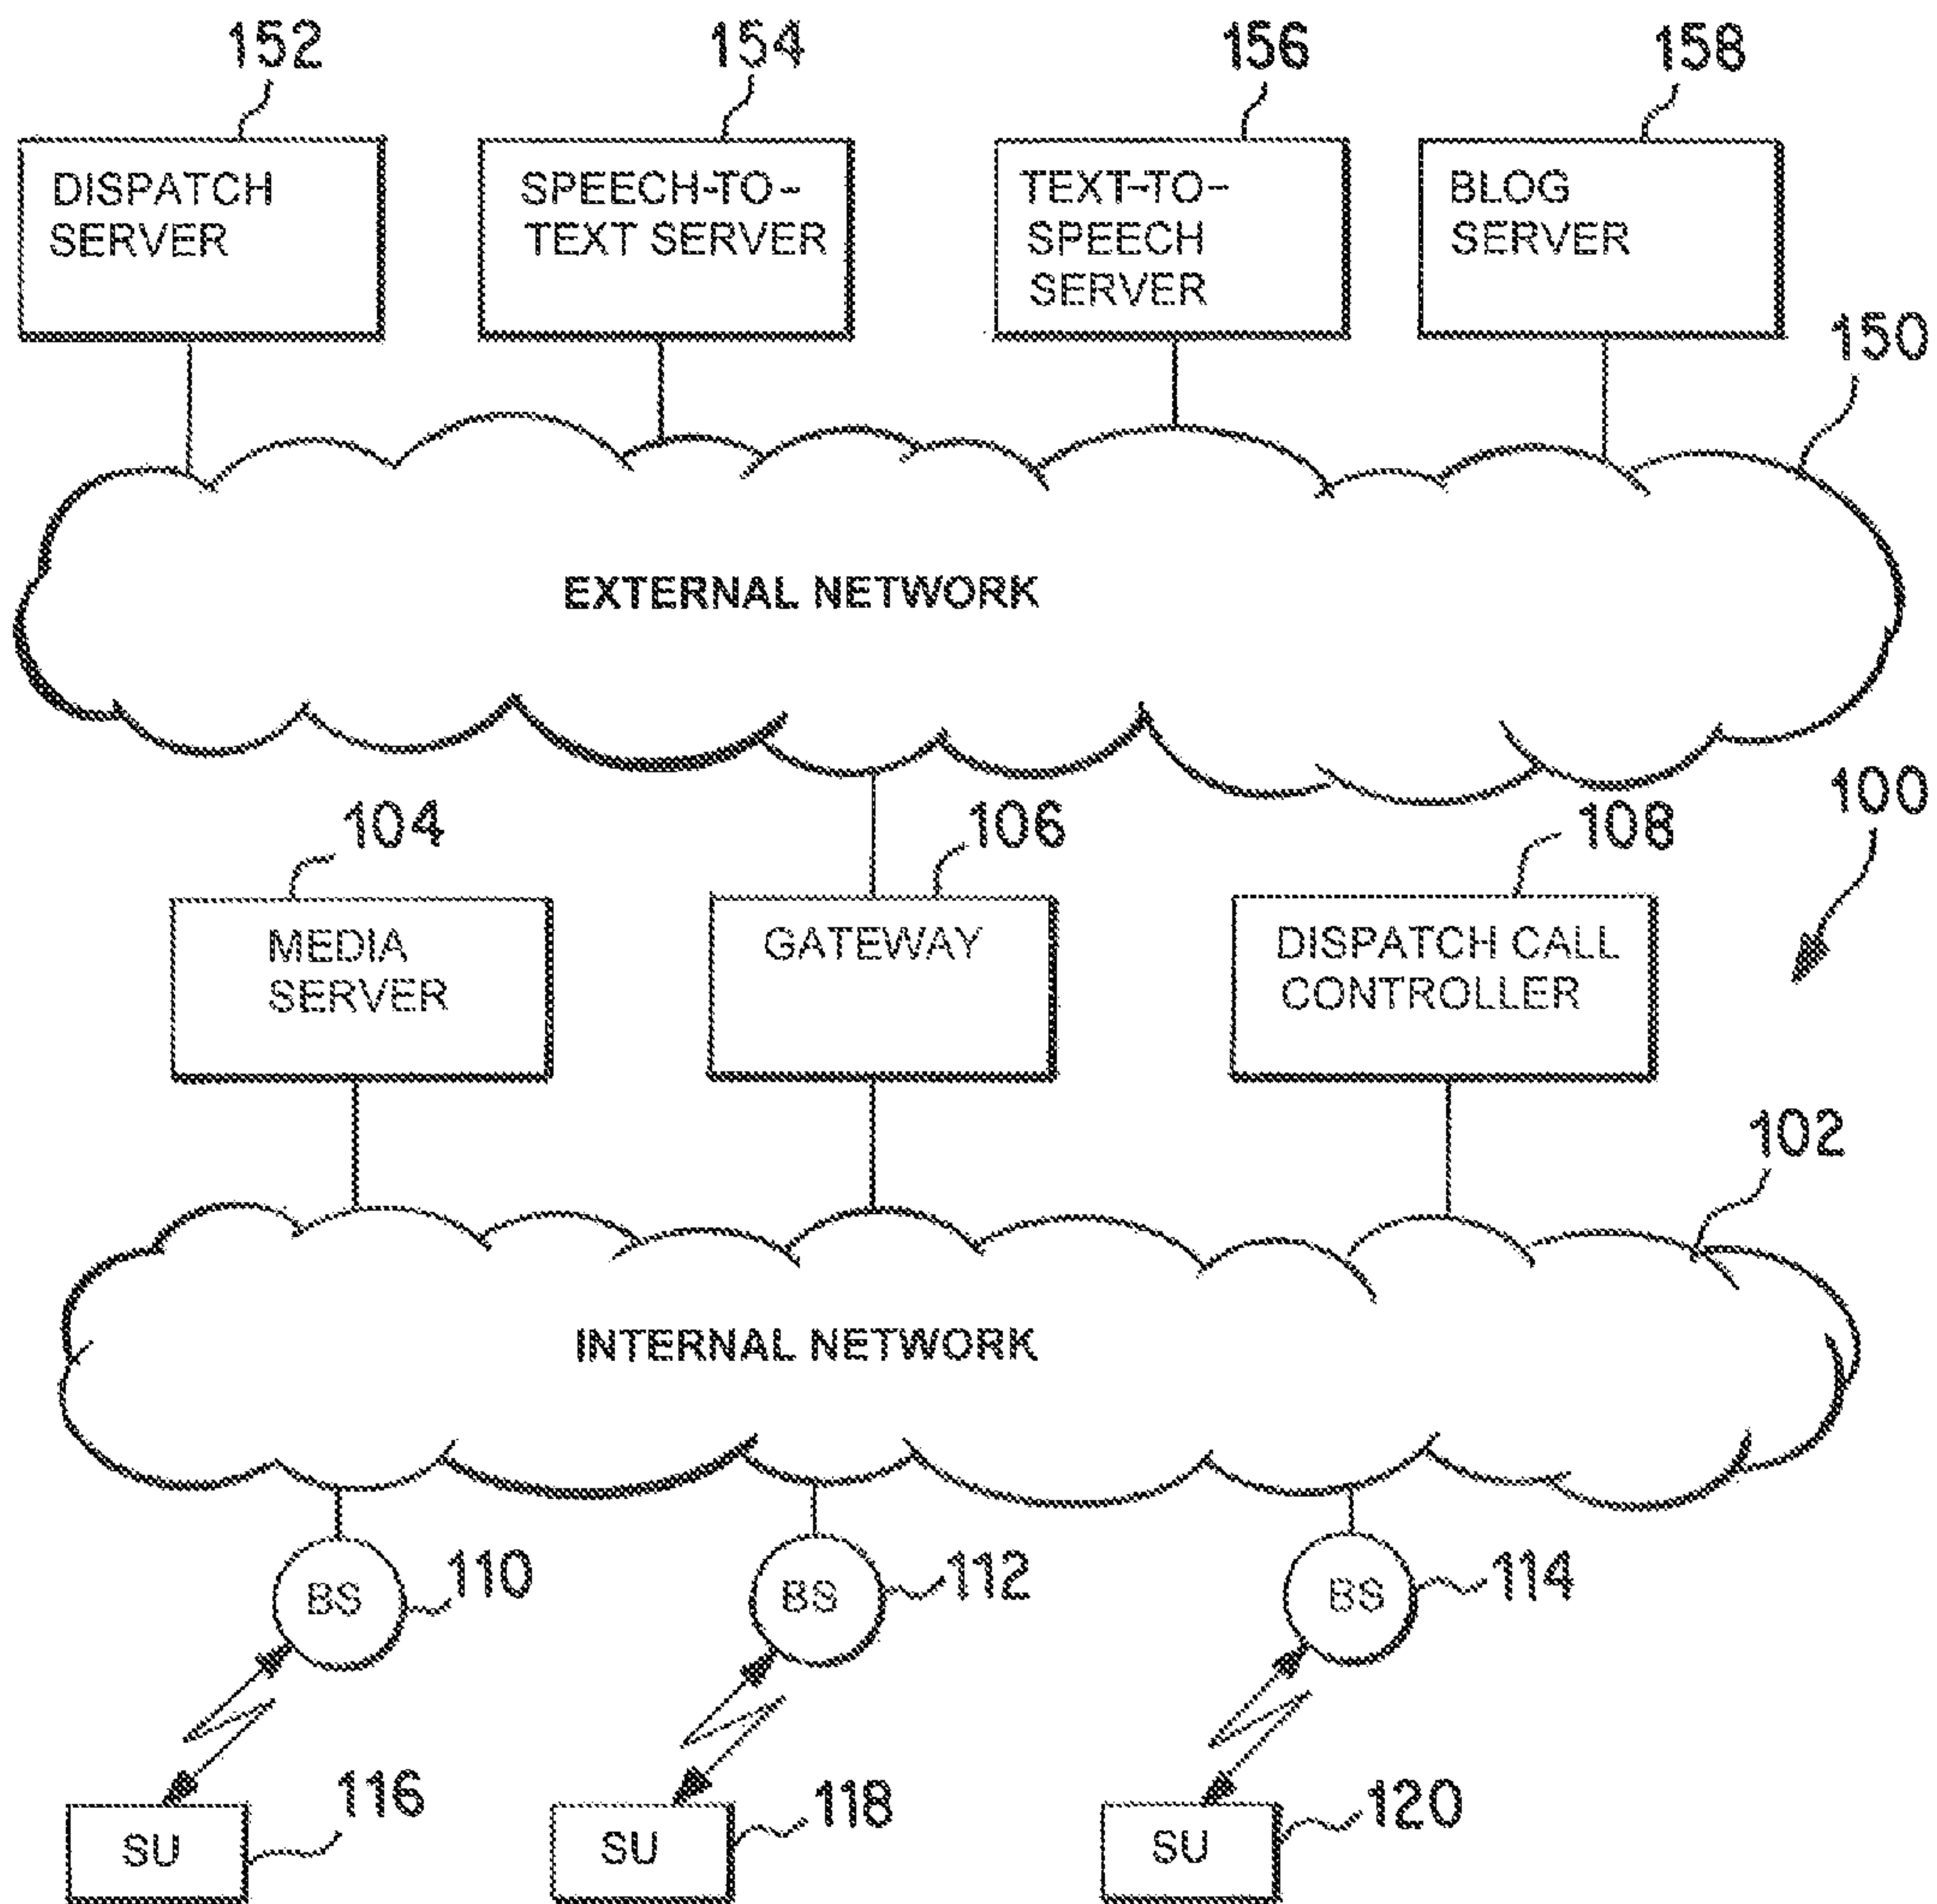 152
154
156
158
DISPATCH
SERVER
SPEECH-TO-
TEXT SERVER
TEXT-TO-
SPEECH
SERVER
BLOG
SERVER
150
EXTERNAL NETWORK
100
104
106
108
MEDIA
SERVER
GATEWAY
DISPATCH CALL
CONTROLLER
102
INTERNAL NETWORK
BS
110
BS
112
BS
114
SU
116
SU
118
SU
120